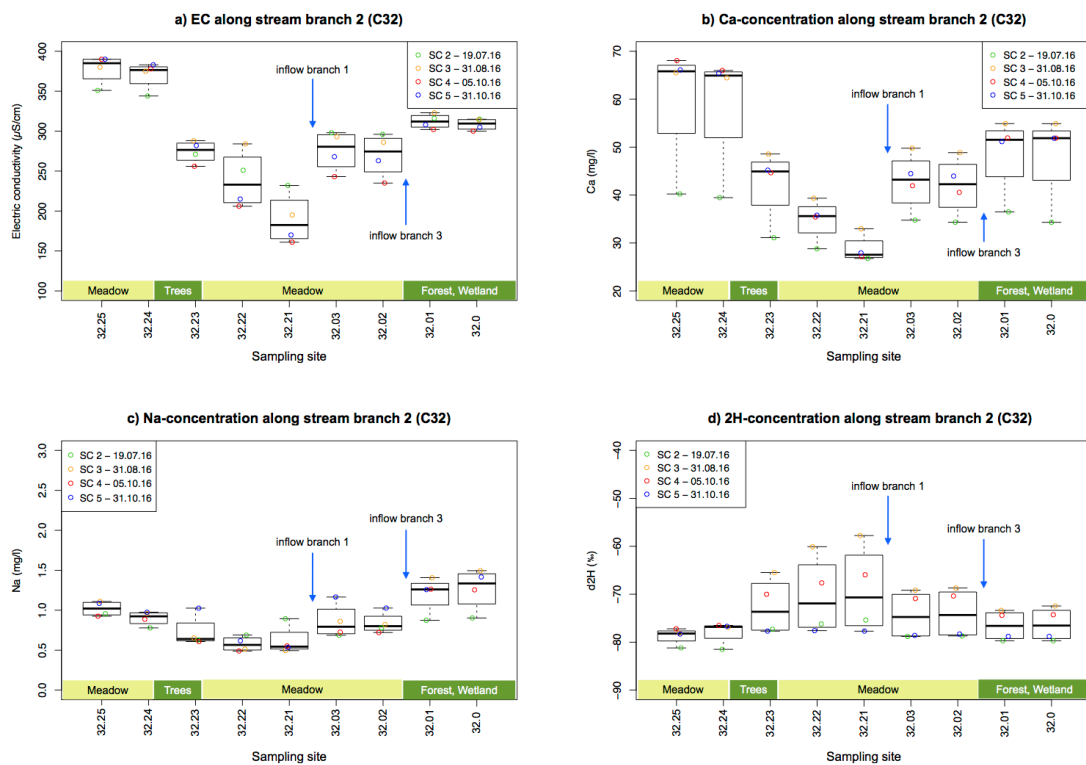 a) EC along stream branch 2 (C32)
Electric conductivity (µS/cm)
400
350
300
250
200
150
100
inflow branch 1
SC 2 – 19.07.16
SC 3 – 31.08.16
SC 4 – 05.10.16
SC 5 – 31.10.16
inflow branch 3
Meadow Trees Meadow Forest, Wetland
32.25 32.24 32.23 32.22 32.21 32.03 32.02 32.01 32.0
Sampling site
b) Ca-concentration along stream branch 2 (C32)
Ca (mg/l)
70
60
50
40
30
20
inflow branch 1
SC 2 – 19.07.16
SC 3 – 31.08.16
SC 4 – 05.10.16
SC 5 – 31.10.16
inflow branch 3
Meadow Trees Meadow Forest, Wetland
32.25 32.24 32.23 32.22 32.21 32.03 32.02 32.01 32.0
Sampling site
c) Na-concentration along stream branch 2 (C32)
Na (mg/l)
3.0
2.5
2.0
1.5
1.0
0.5
0.0
SC 2 – 19.07.16
SC 3 – 31.08.16
SC 4 – 05.10.16
SC 5 – 31.10.16
inflow branch 3
inflow branch 1
Meadow Trees Meadow Forest, Wetland
32.25 32.24 32.23 32.22 32.21 32.03 32.02 32.01 32.0
Sampling site
d) 2H-concentration along stream branch 2 (C32)
d2H (‰)
−40
−50
−60
−70
−80
−90
SC 2 – 19.07.16
SC 3 – 31.08.16
SC 4 – 05.10.16
SC 5 – 31.10.16
inflow branch 1
inflow branch 3
Meadow Trees Meadow Forest, Wetland
32.25 32.24 32.23 32.22 32.21 32.03 32.02 32.01 32.0
Sampling site